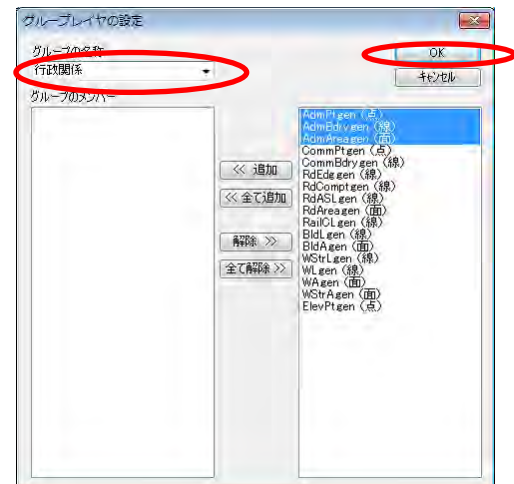 グループレイヤの設定
グループの名称
OK
行政関係
キャンセル
グループのメンバー
AdmPtgen (点)
AdmBdrygen (線)
AdmAreagen (面)
CommPtgen (点)
CommBdrygen (線)
RdEdggen (線)
RdComptgen (線)
RdASLgen (線)
RdAreagen (面)
RailCLgen (線)
BldLgen (線)
BldAgen (面)
WStrLgen (線)
WLgen (線)
WAgen (面)
WStrAgen (面)
ElevPtgen (点)
<< 追加
<< 全て追加
解除 >>
全て解除 >>